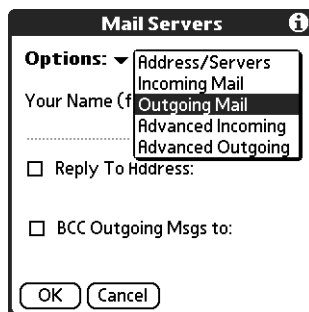 Mail Servers
Options:
Address/Servers
Incoming Mail
Your Name (f
Outgoing Mail
Advanced Incoming
Advanced Outgoing
Reply To Address:
BCC Outgoing Msgs to:
OK
Cancel